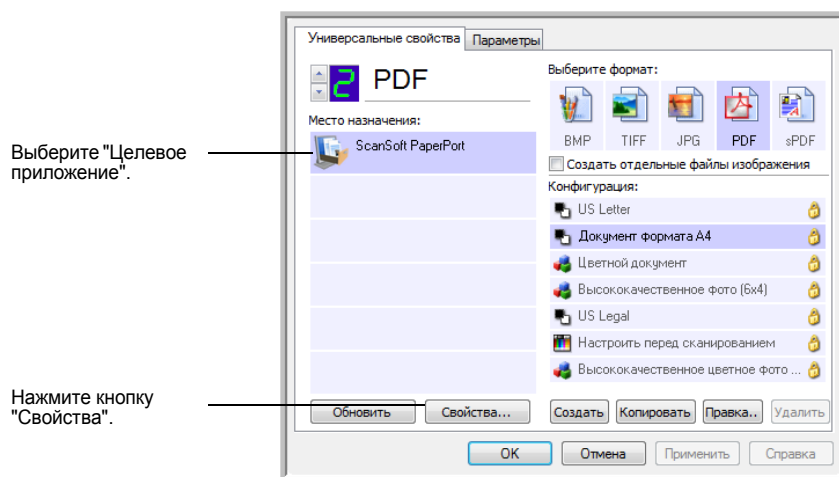 Универсальные свойства
Параметры
2
PDF
Место назначения:
ScanSoft PaperPort
Выберите "Целевое
приложение".
Нажмите кнопку
"Свойства".
Обновить
Свойства...
Выберите формат:
BMP TIFF JPG PDF sPDF
Создать отдельные файлы изображения
Конфигурация:
US Letter
Документ формата A4
Цветной документ
Высококачественное фото (6x4)
US Legal
Настроить перед сканированием
Высококачественное цветное фото ...
Создать Копировать Правка.. Удалить
OK Отмена Применить Справка